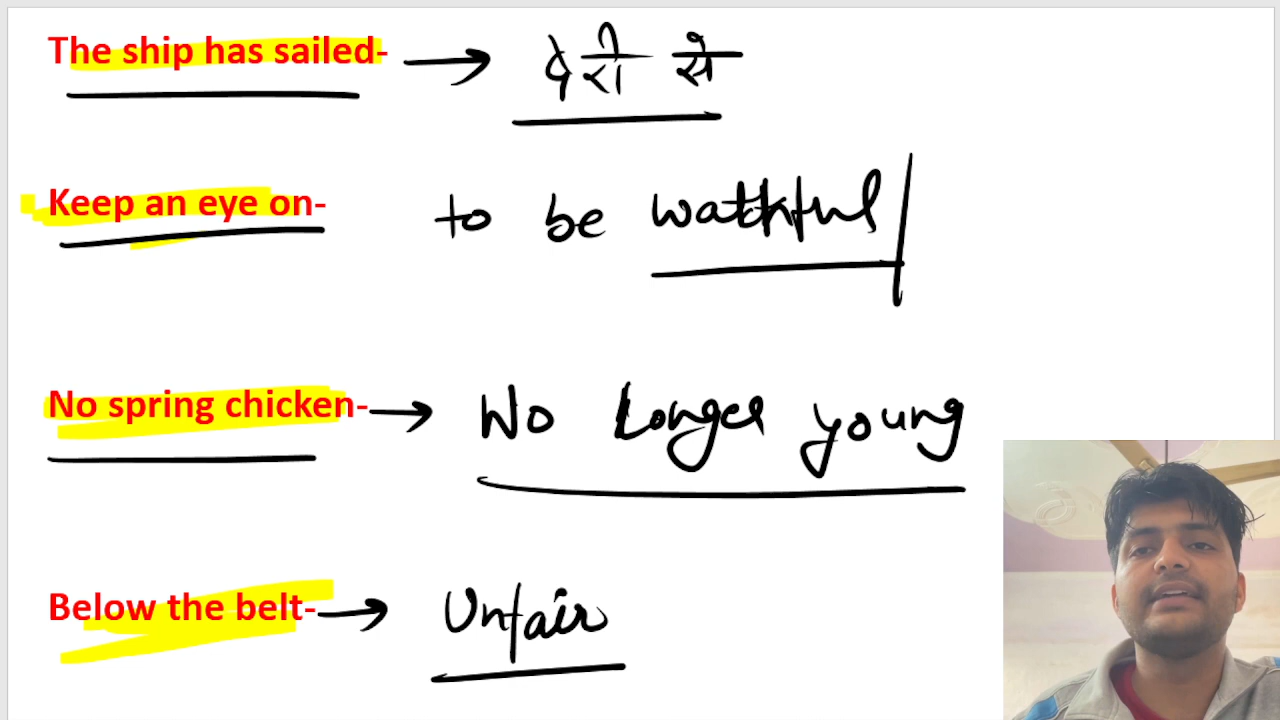 The ship has sailed- → देरी से
Keep an eye on- to be watchful
No spring chicken- → No longer young
Below the belt- → Unfair